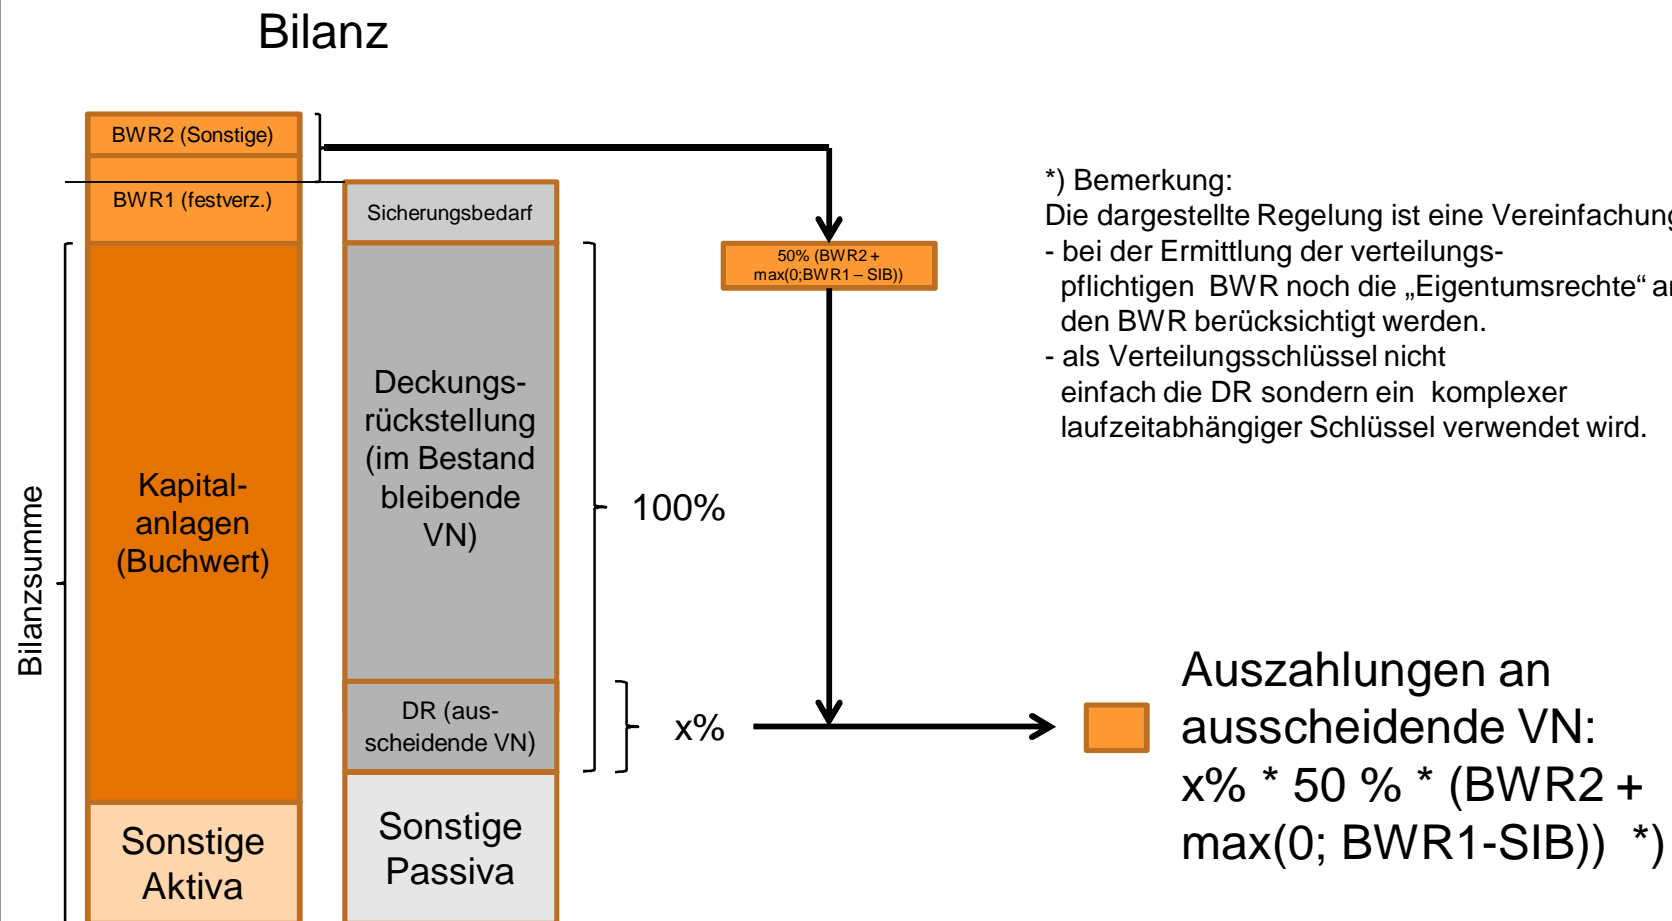 Bilanz
BWR2 (Sonstige)
BWR1 (festverz.)
Sicherungsbedarf
50% (BWR2 +
max(0;BWR1 – SIB))
*) Bemerkung:
Die dargestellte Regelung ist eine Vereinfachung
- bei der Ermittlung der verteilungs-
pflichtigen BWR noch die „Eigentumsrechte“ an
den BWR berücksichtigt werden.
- als Verteilungsschlüssel nicht
einfach die DR sondern ein komplexer
laufzeitabhängiger Schlüssel verwendet wird.
Bilanzsumme
Kapital-
anlagen
(Buchwert)
Deckungs-
rückstellung
(im Bestand
bleibende
VN)
100%
DR (aus-
scheidende VN)
x%
Sonstige
Aktiva
Sonstige
Passiva
Auszahlungen an
ausscheidende VN:
x% * 50 % * (BWR2 +
max(0; BWR1-SIB)) *)